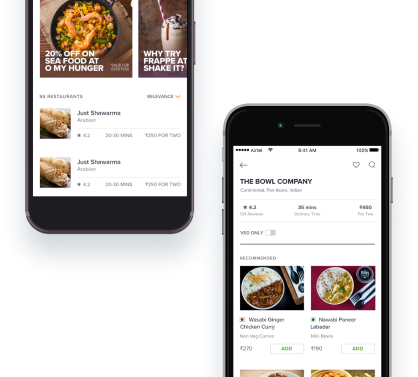 20% OFF ON
SEA FOOD AT
O MY HUNGER
WHY TRY
FRAPPE AT
SHAKE IT?
95 RESTAURANTS
RELEVANCE
Just Shawarma
Arabian
★ 4.2 20-30 MINS ₹250 FOR TWO
Just Shawarma
Arabian
★ 4.2 20-30 MINS ₹250 FOR TWO
Airtel 9:41 AM 100%
THE BOWL COMPANY
Continental, Pan-Asian, Indian
★ 4.2 35 mins ₹450
124 Reviews Delivery Time For Two
VEG ONLY
RECOMMENDED
Wasabi Ginger
Chicken Curry
Non Veg Curries
₹270 ADD
Nawabi Paneer
Labadar
Mini Bowls
₹190 ADD